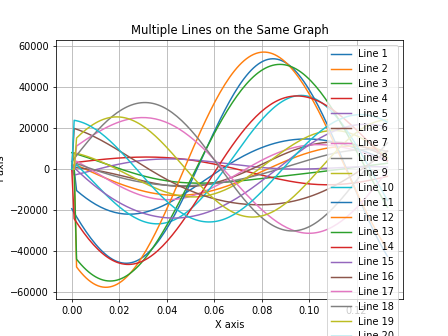 Multiple Lines on the Same Graph
60000
40000
20000
0
−20000
−40000
−60000
0.00
0.02
0.04
0.06
0.08
0.10
X axis
Line 1
Line 2
Line 3
Line 4
Line 5
Line 6
Line 7
Line 8
Line 9
Line 10
Line 11
Line 12
Line 13
Line 14
Line 15
Line 16
Line 17
Line 18
Line 19
Line 20